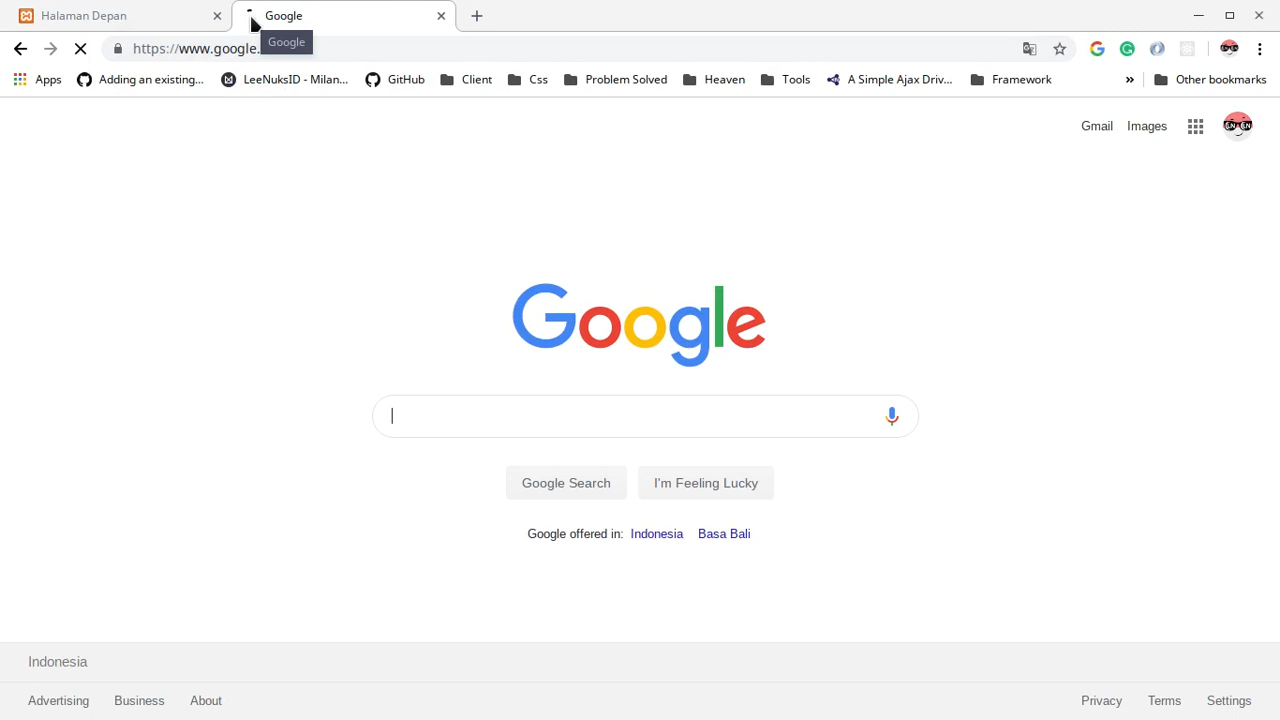 Halaman Depan
Google
https://www.google.
Google
Apps
Adding an existing...
LeeNuksID - Milan...
GitHub
Client
Css
Problem Solved
Heaven
Tools
A Simple Ajax Driv...
Framework
»
Other bookmarks
Gmail
Images
Google
Google Search
I'm Feeling Lucky
Google offered in: Indonesia Basa Bali
Indonesia
Advertising
Business
About
Privacy
Terms
Settings